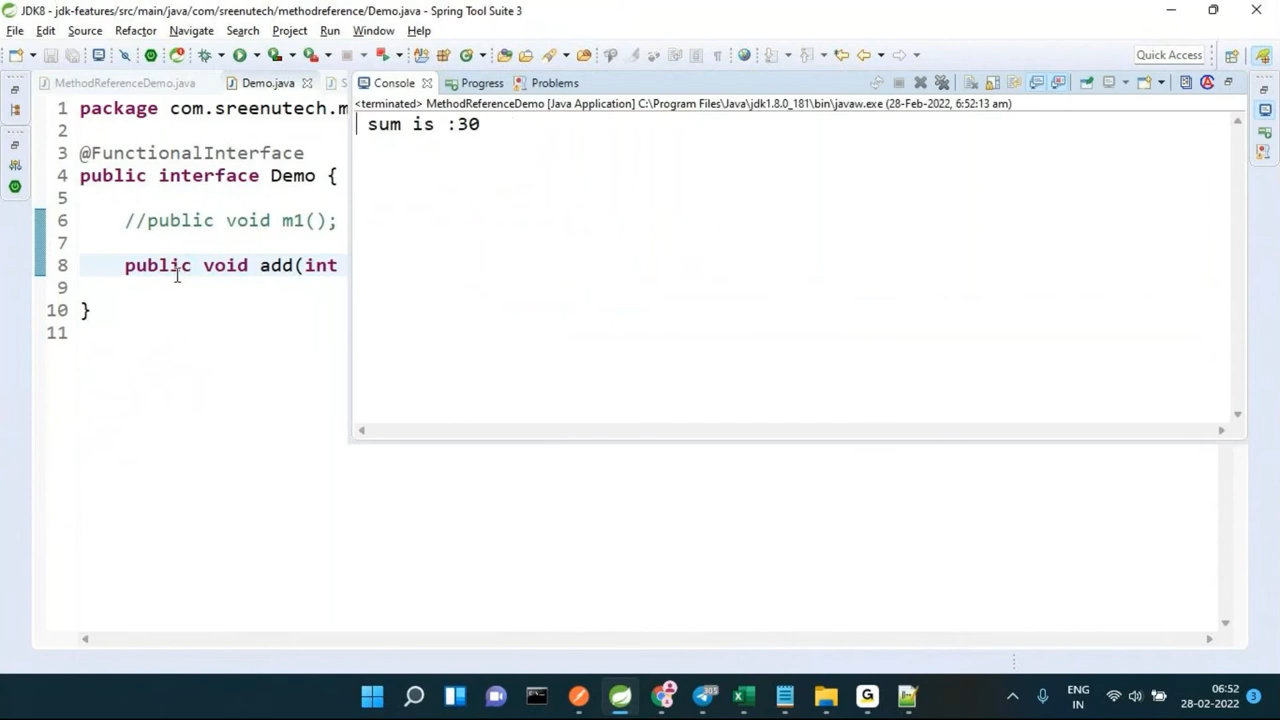 JDK8 - jdk-features/src/main/java/com/sreenutech/methodreference/Demo.java - Spring Tool Suite 3
File Edit Source Refactor Navigate Search Project Run Window Help
Quick Access
MethodReferenceDemo.java Demo.java S
Console Progress Problems
<terminated> MethodReferenceDemo [Java Application] C:\Program Files\Java\jdk1.8.0_181\bin\javaw.exe (28-Feb-2022, 6:52:13 am)
sum is :30
1 package com.sreenutech.m
2
3 @FunctionalInterface
4 public interface Demo {
5
6 //public void m1();
7
8 public void add(int
9
10 }
11
ENG
IN
06:52
28-02-2022
3